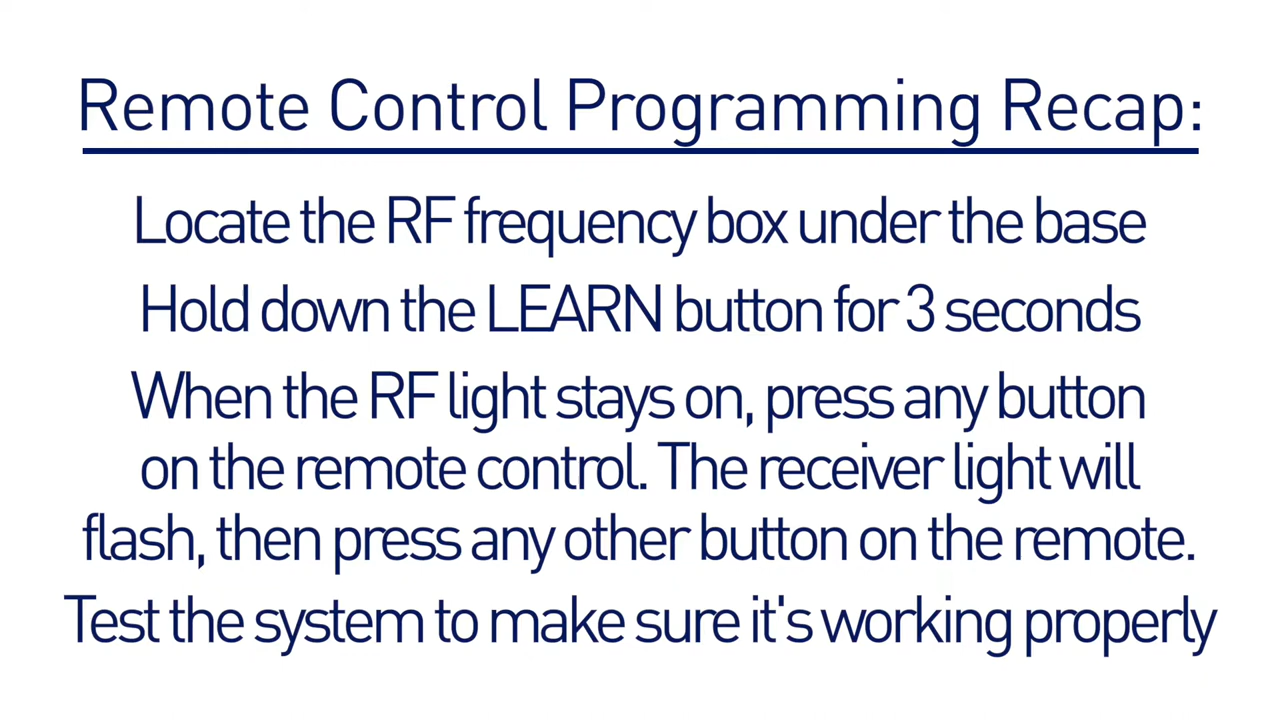 Remote Control Programming Recap:
Locate the RF frequency box under the base
Hold down the LEARN button for 3 seconds
When the RF light stays on, press any button
on the remote control. The receiver light will
flash, then press any other button on the remote.
Test the system to make sure it's working properly